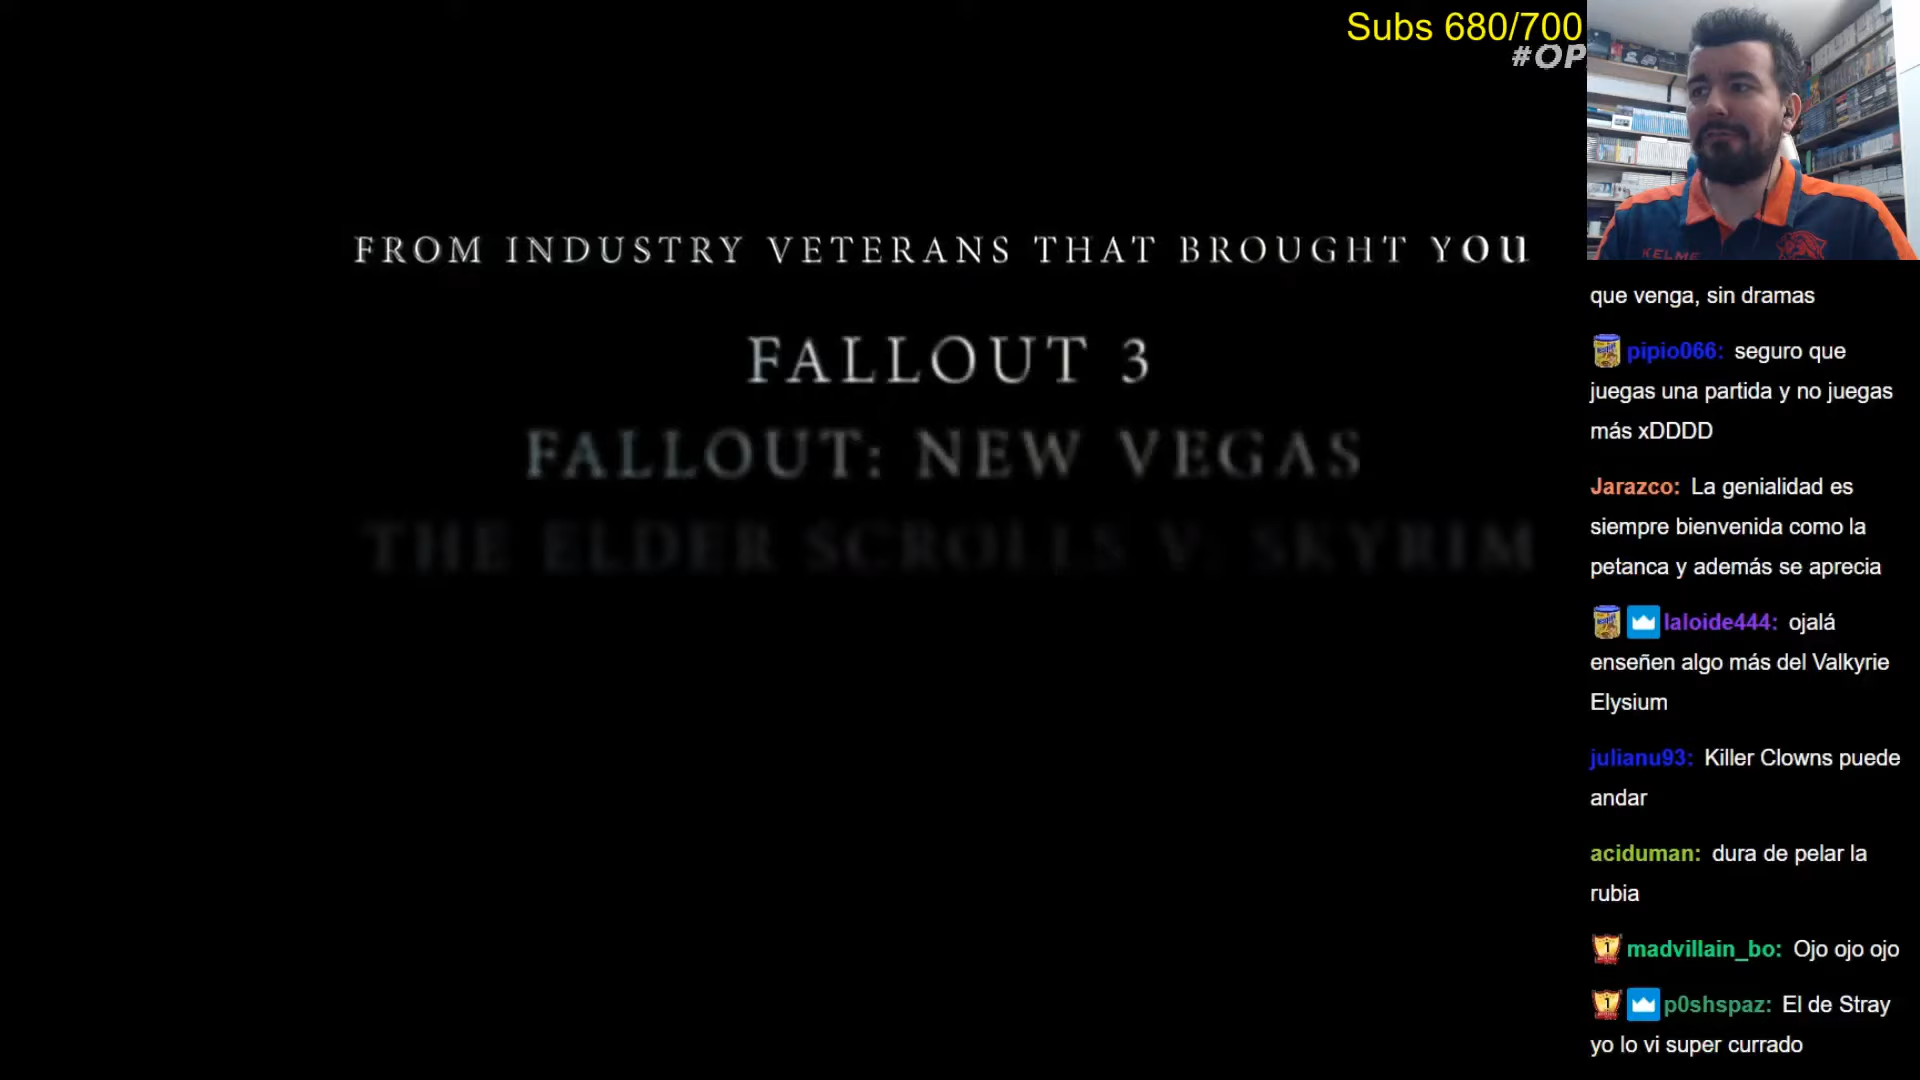 Subs 680/700
#OP
FROM INDUSTRY VETERANS THAT BROUGHT YOU
FALLOUT 3
FALLOUT: NEW VEGAS
THE ELDER SCROLLS V: SKYRIM
KELME
que venga, sin dramas
pipio066: seguro que
juegas una partida y no juegas
más xDDDD
Jarazco: La genialidad es
siempre bienvenida como la
petanca y además se aprecia
laloide444: ojalá
enseñen algo más del Valkyrie
Elysium
julianu93: Killer Clowns puede
andar
aciduman: dura de pelar la
rubia
madvillain_bo: Ojo ojo ojo
p0shspaz: El de Stray
yo lo vi super currado